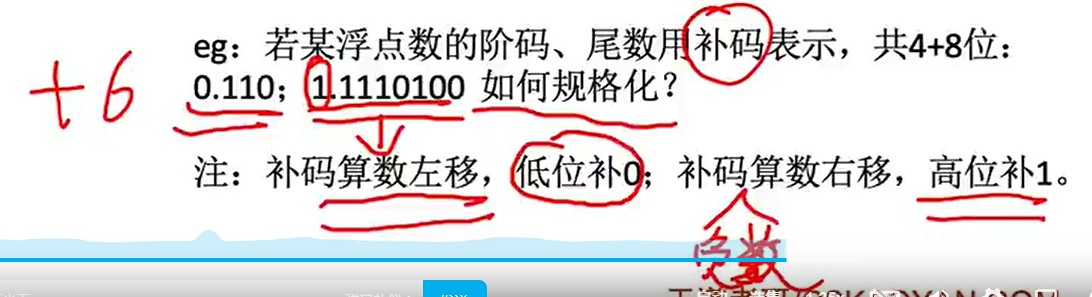 eg：若某浮点数的阶码、尾数用补码表示，共4+8位：
+6 0.110；1.1110100 如何规格化？
注：补码算数左移，低位补0；补码算数右移，高位补1。
负数